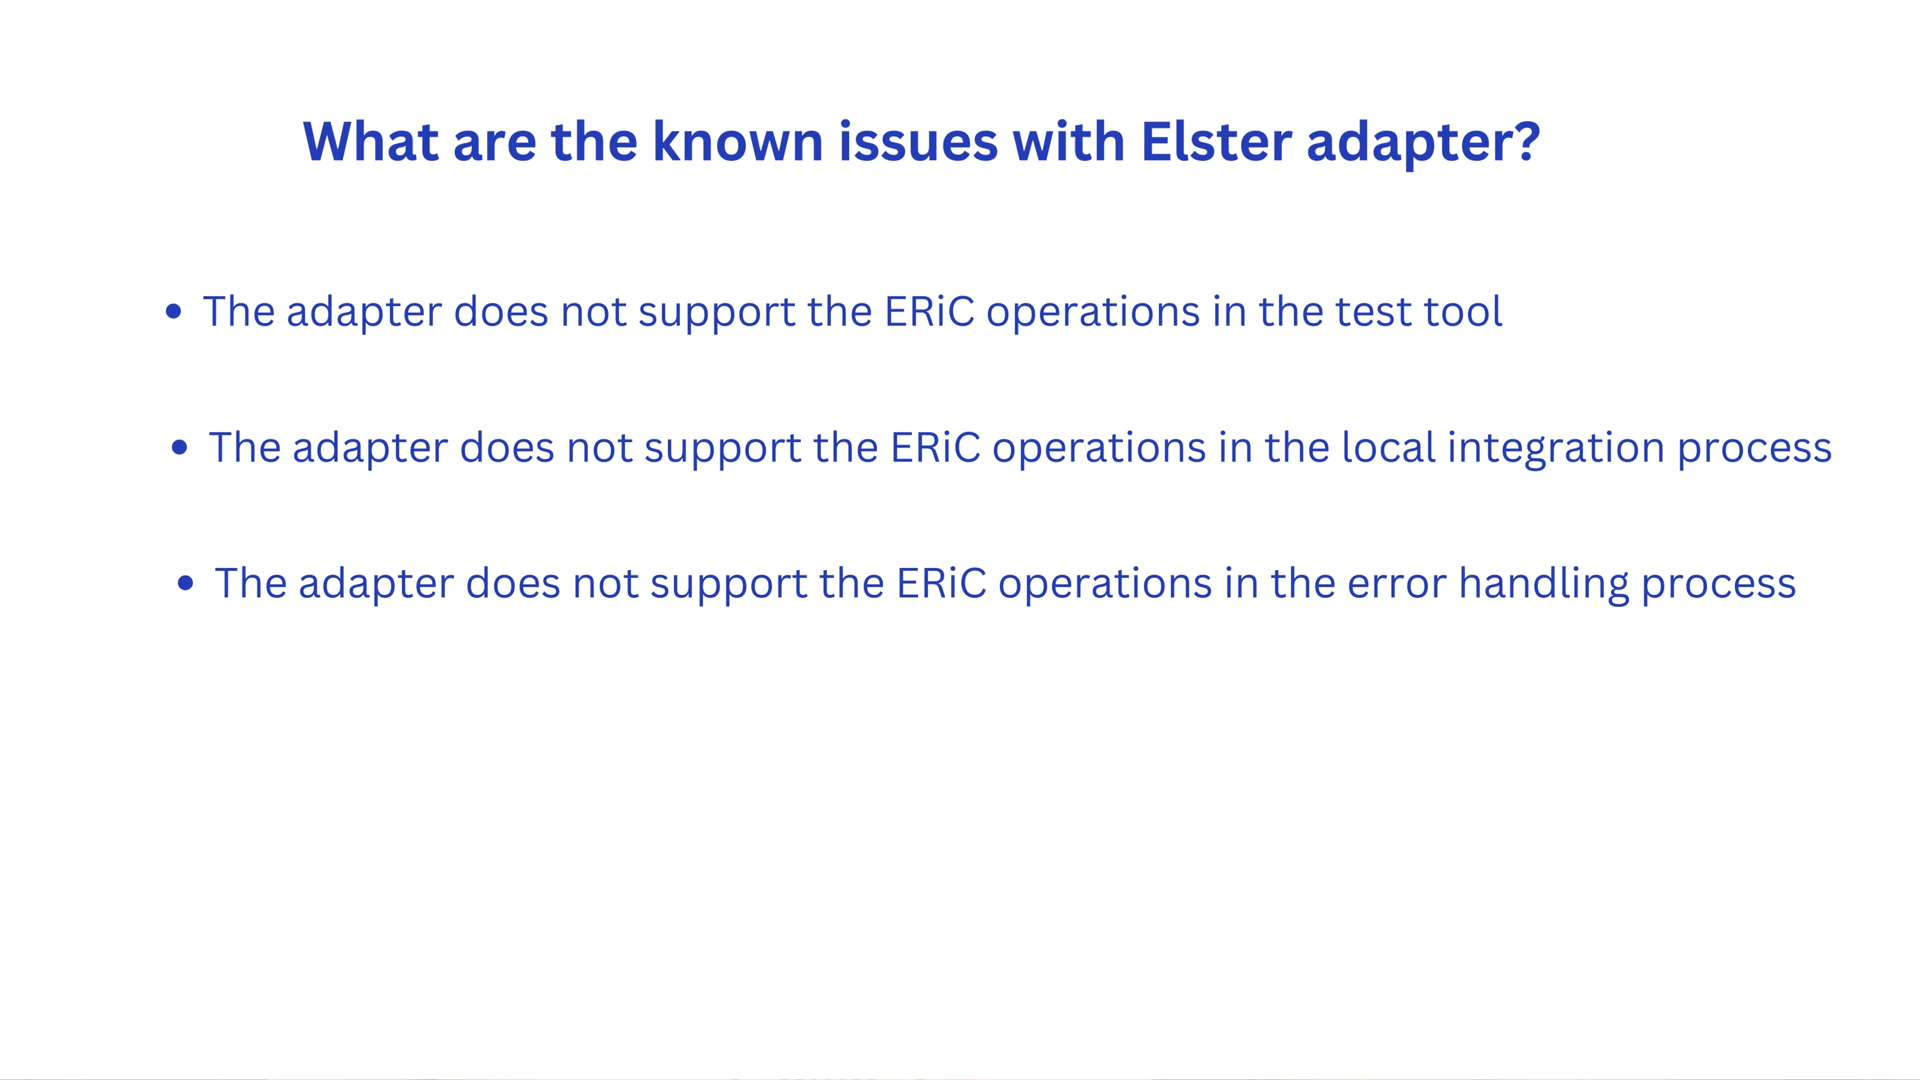 What are the known issues with Elster adapter?
• The adapter does not support the ERiC operations in the test tool
• The adapter does not support the ERiC operations in the local integration process
• The adapter does not support the ERiC operations in the error handling process